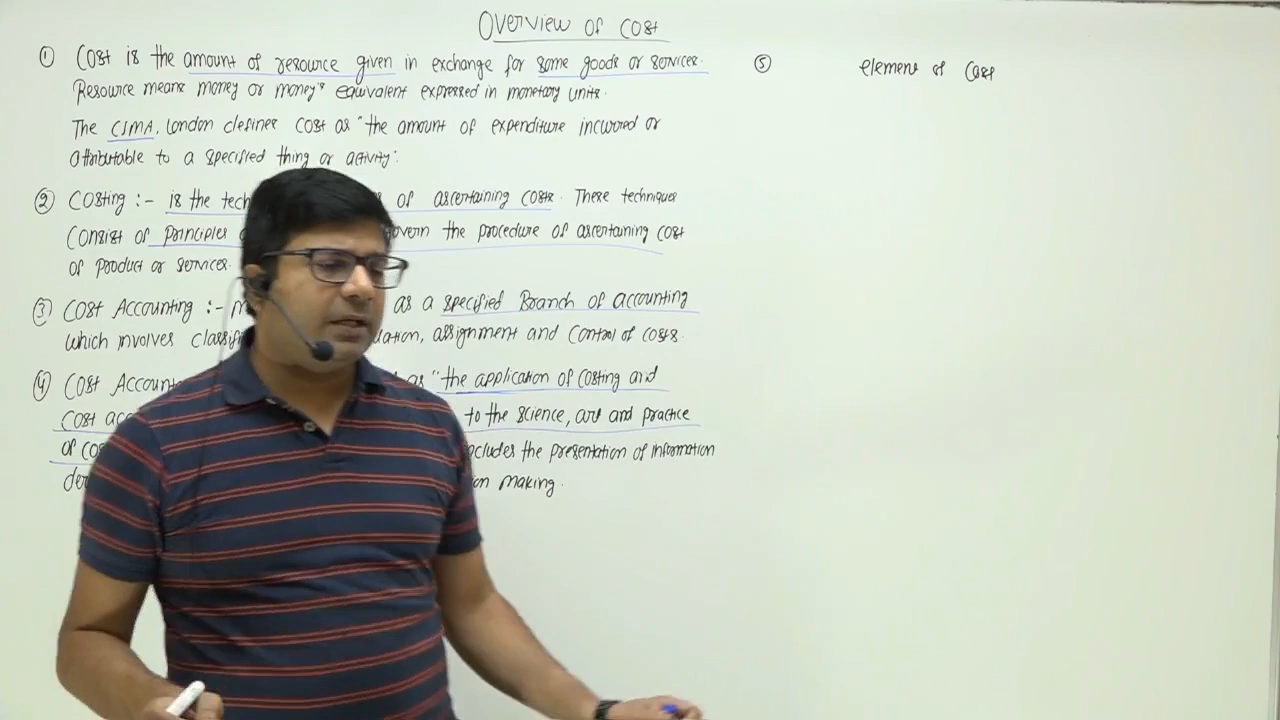 Overview of Cost
① Cost is the amount of resource given in exchange for some goods or services.
Resource means money or money's equivalent expressed in monetary units.
The CIMA, London defines cost as "the amount of expenditure incurred or
attributable to a specified thing or activity".
② Costing :- is the tech of ascertaining costs. These techniques
Consist of principles overn the procedure of ascertaining cost
of product or services.
③ Cost Accounting :- as a specified Branch of accounting
which involves classifi lation, assignment and control of costs.
④ Cost Account as "the application of costing and
cost acc to the science, art and practice
of cos cludes the presentation of information
der on making.
⑤ element of Cost